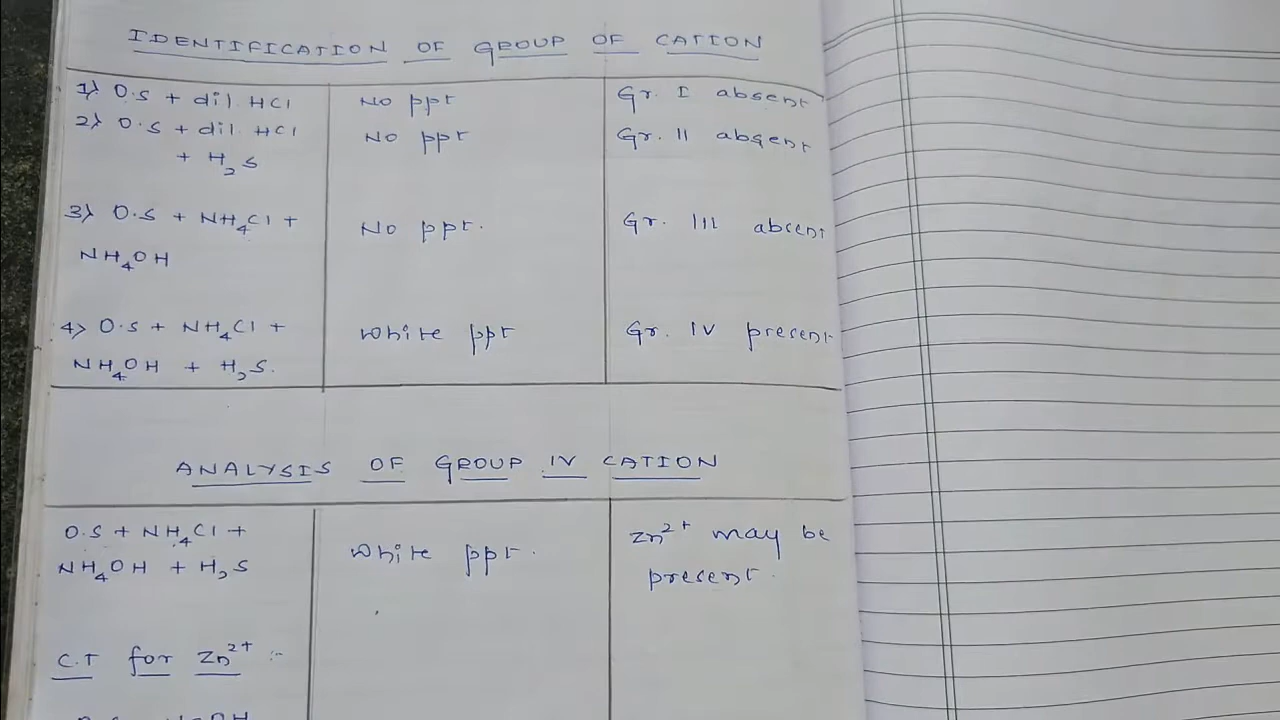 IDENTIFICATION OF GROUP OF CATION
1) O.S + dil. HCl No ppt Gr. I absent
2) O.S + dil. HCl No ppt Gr. II absent
+ H₂S
3) O.S + NH₄Cl + No ppt. Gr. III absent
NH₄OH
4) O.S + NH₄Cl + White ppt Gr. IV present
NH₄OH + H₂S.
ANALYSIS OF GROUP IV CATION
O.S + NH₄Cl + White ppt. Zn²⁺ may be
NH₄OH + H₂S present.
C.T for Zn²⁺ :-